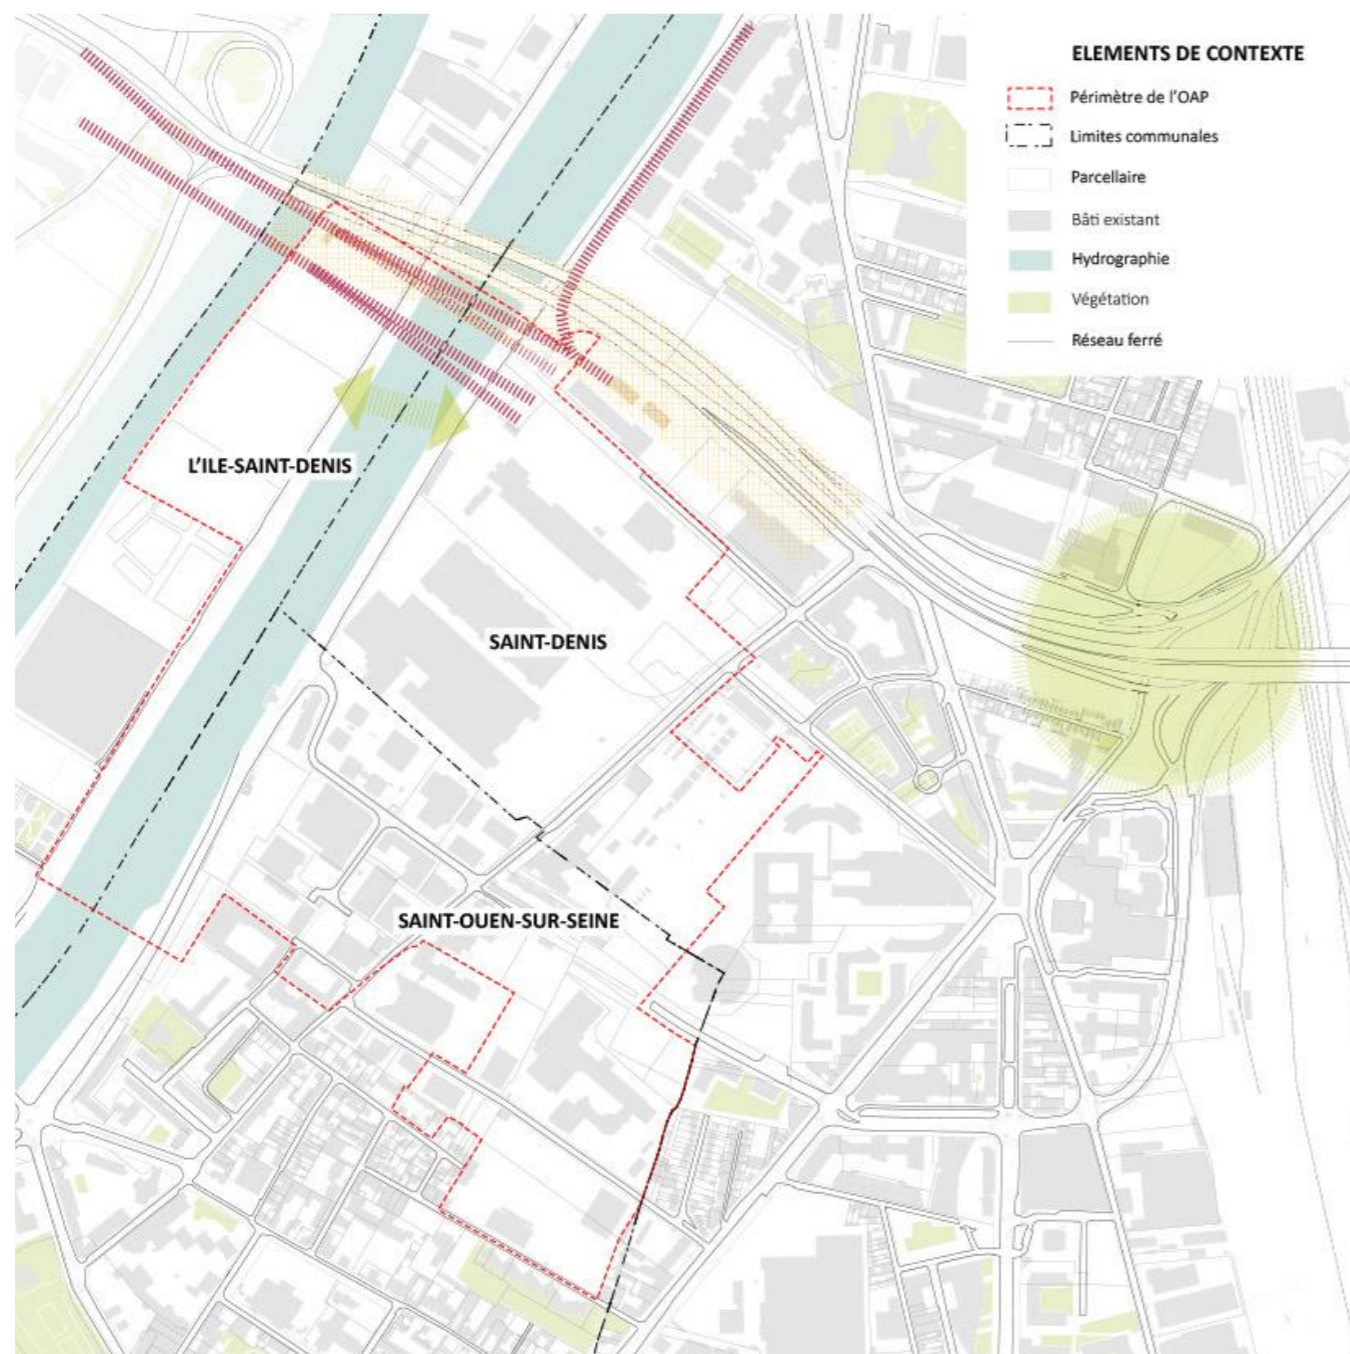 ELEMENTS DE CONTEXTE
Périmètre de l'OAP
Limites communales
Parcellaire
Bâti existant
Hydrographie
Végétation
Réseau ferré
L'ILE-SAINT-DENIS
SAINT-DENIS
SAINT-OUEN-SUR-SEINE